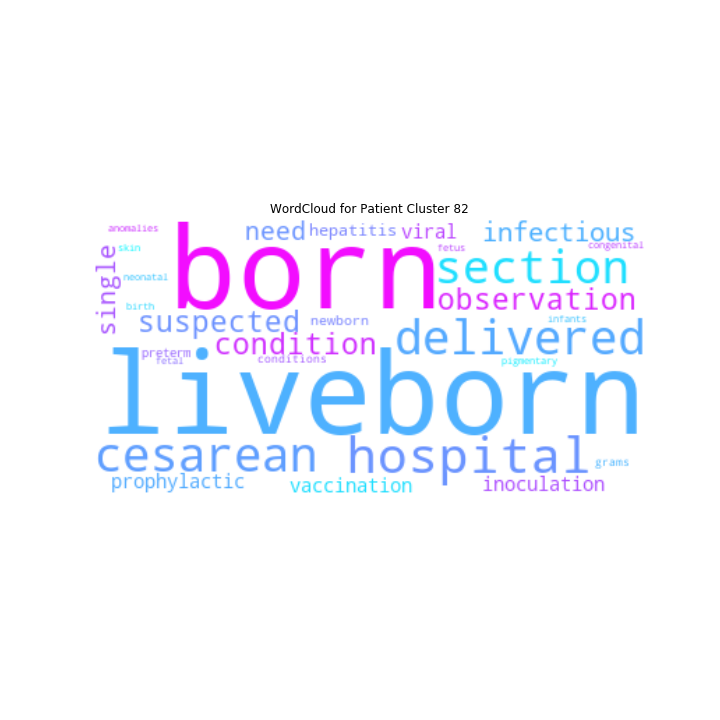 WordCloud for Patient Cluster 82
anomalies
need
hepatitis
viral
infectious
born
fetus
congenital
skin
single
section
neonatal
observation
birth
suspected
newborn
infants
condition
delivered
preterm
fetal
conditions
pigmentary
liveborn
cesarean
hospital
grams
prophylactic
vaccination
inoculation